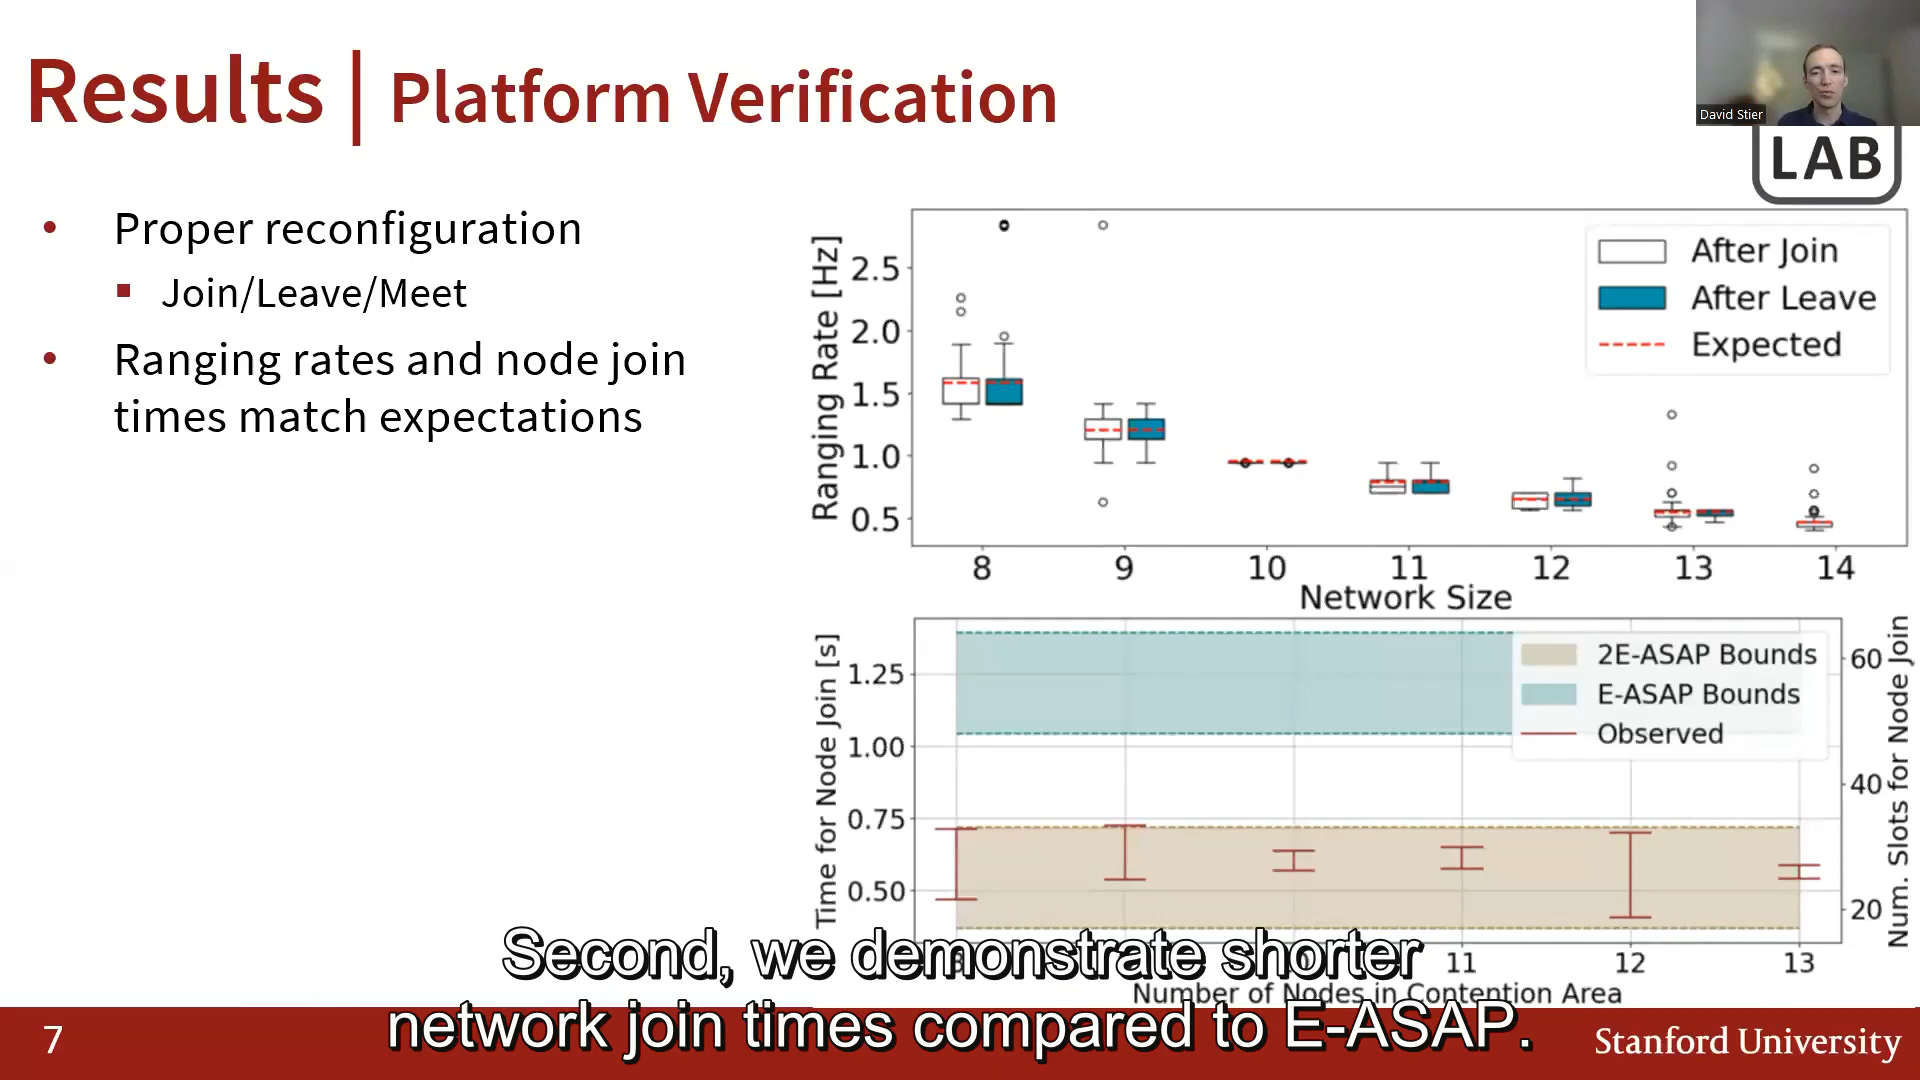 Results | Platform Verification
David Stier
LAB
• Proper reconfiguration
▪ Join/Leave/Meet
• Ranging rates and node join
times match expectations
Ranging Rate [Hz]
2.5
2.0
1.5
1.0
0.5
After Join
After Leave
Expected
8 9 10 11 12 13 14
Network Size
Time for Node Join [s]
1.25
1.00
0.75
0.50
2E-ASAP Bounds
E-ASAP Bounds
Observed
60
40
20
Num. Slots for Node Join
11 12 13
Number of Nodes in Contention Area
Second, we demonstrate shorter
network join times compared to E-ASAP.
7
Stanford University